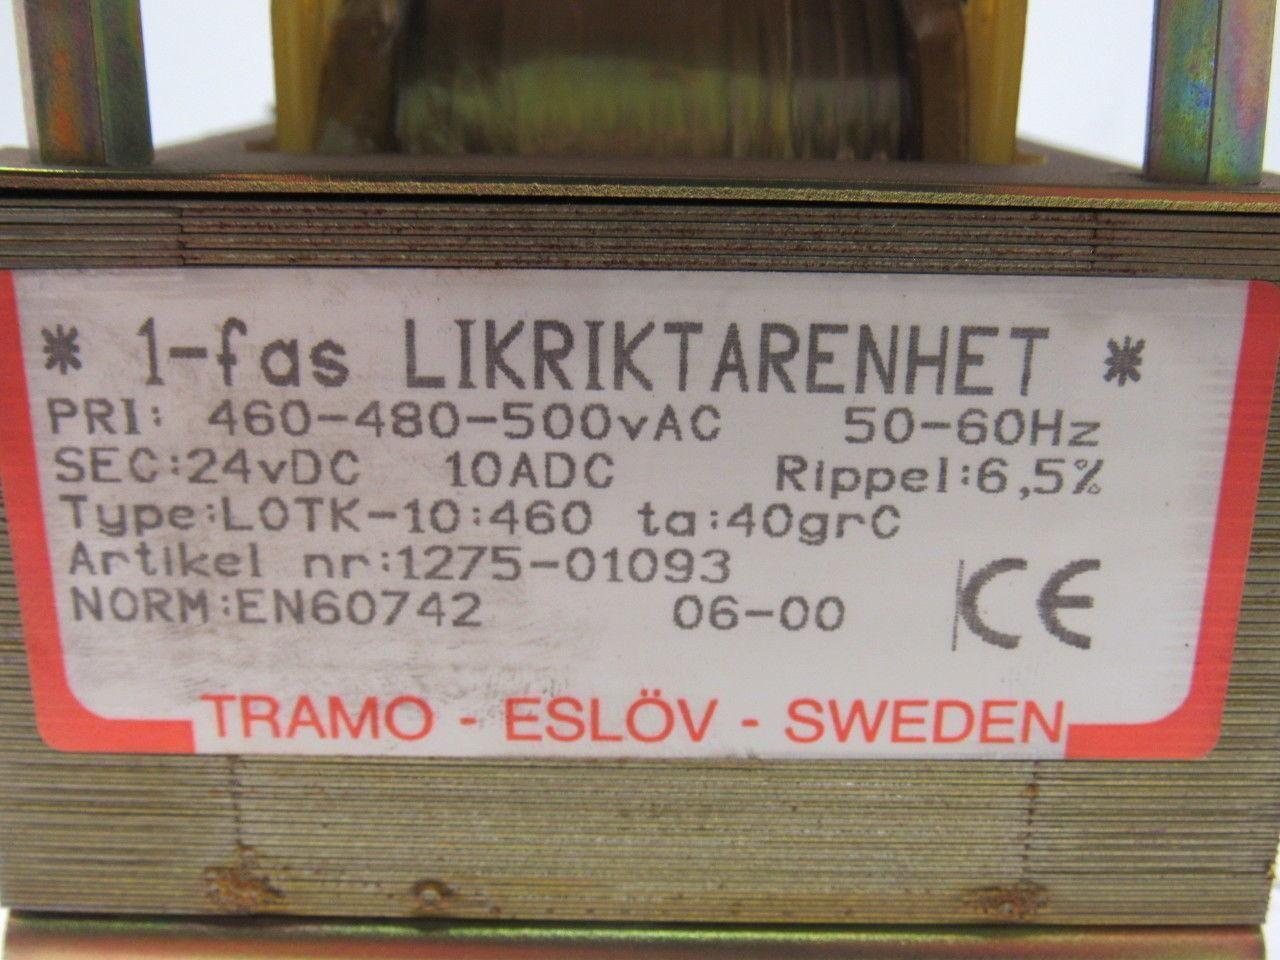 * 1-fas LIKRIKTARENHET *
PRI: 460-480-500vAC 50-60Hz
SEC:24vDC 10ADC Rippel:6,5%
Type:LOTK-10:460 ta:40grC
Artikel nr:1275-01093
NORM:EN60742 06-00 CE
TRAMO - ESLÖV - SWEDEN